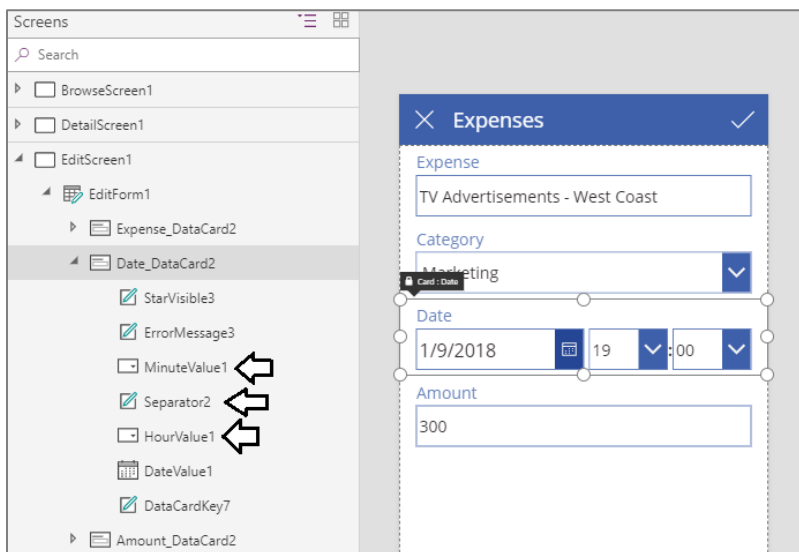 Screens
Search
BrowseScreen1
DetailScreen1
EditScreen1
EditForm1
Expense_DataCard2
Date_DataCard2
StarVisible3
ErrorMessage3
MinuteValue1
Separator2
HourValue1
DateValue1
DataCardKey7
Amount_DataCard2
Expenses
Expense
TV Advertisements - West Coast
Category
Marketing
Card : Date
Date
1/9/2018 19 : 00
Amount
300